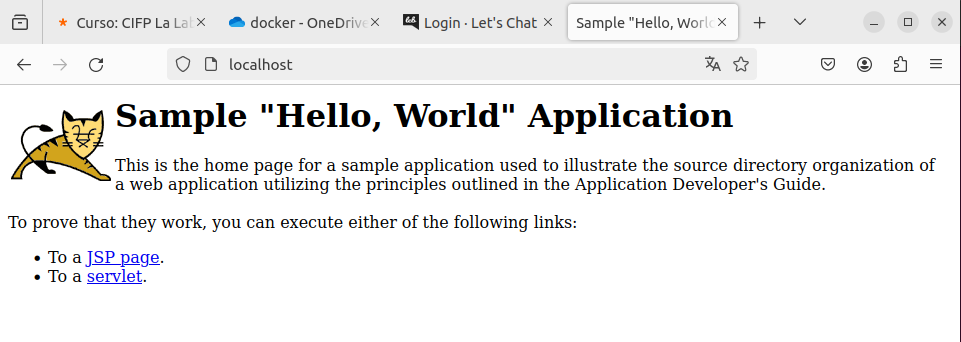 Curso: CIFP La Lab
docker - OneDrive
Login · Let's Chat
Sample "Hello, World
localhost
Sample "Hello, World" Application
This is the home page for a sample application used to illustrate the source directory organization of
a web application utilizing the principles outlined in the Application Developer's Guide.
To prove that they work, you can execute either of the following links:
• To a JSP page.
• To a servlet.